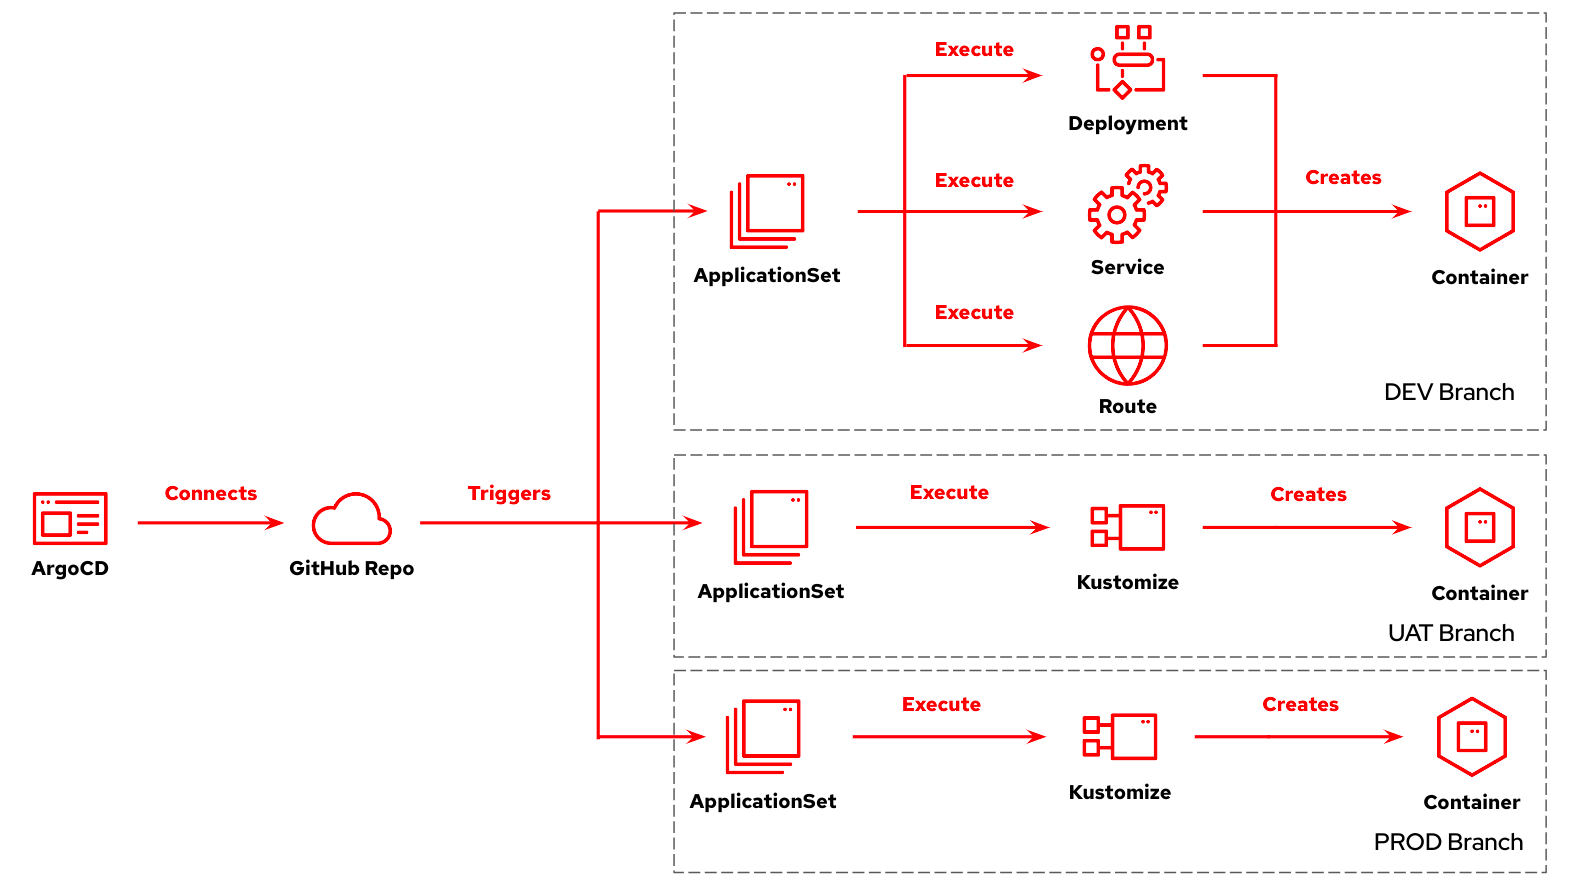 Execute
Deployment
Execute
Creates
ApplicationSet
Service
Container
Execute
DEV Branch
Route
Connects
Triggers
ArgoCD
GitHub Repo
Execute
Creates
ApplicationSet
Kustomize
Container
UAT Branch
Execute
Creates
ApplicationSet
Kustomize
Container
PROD Branch